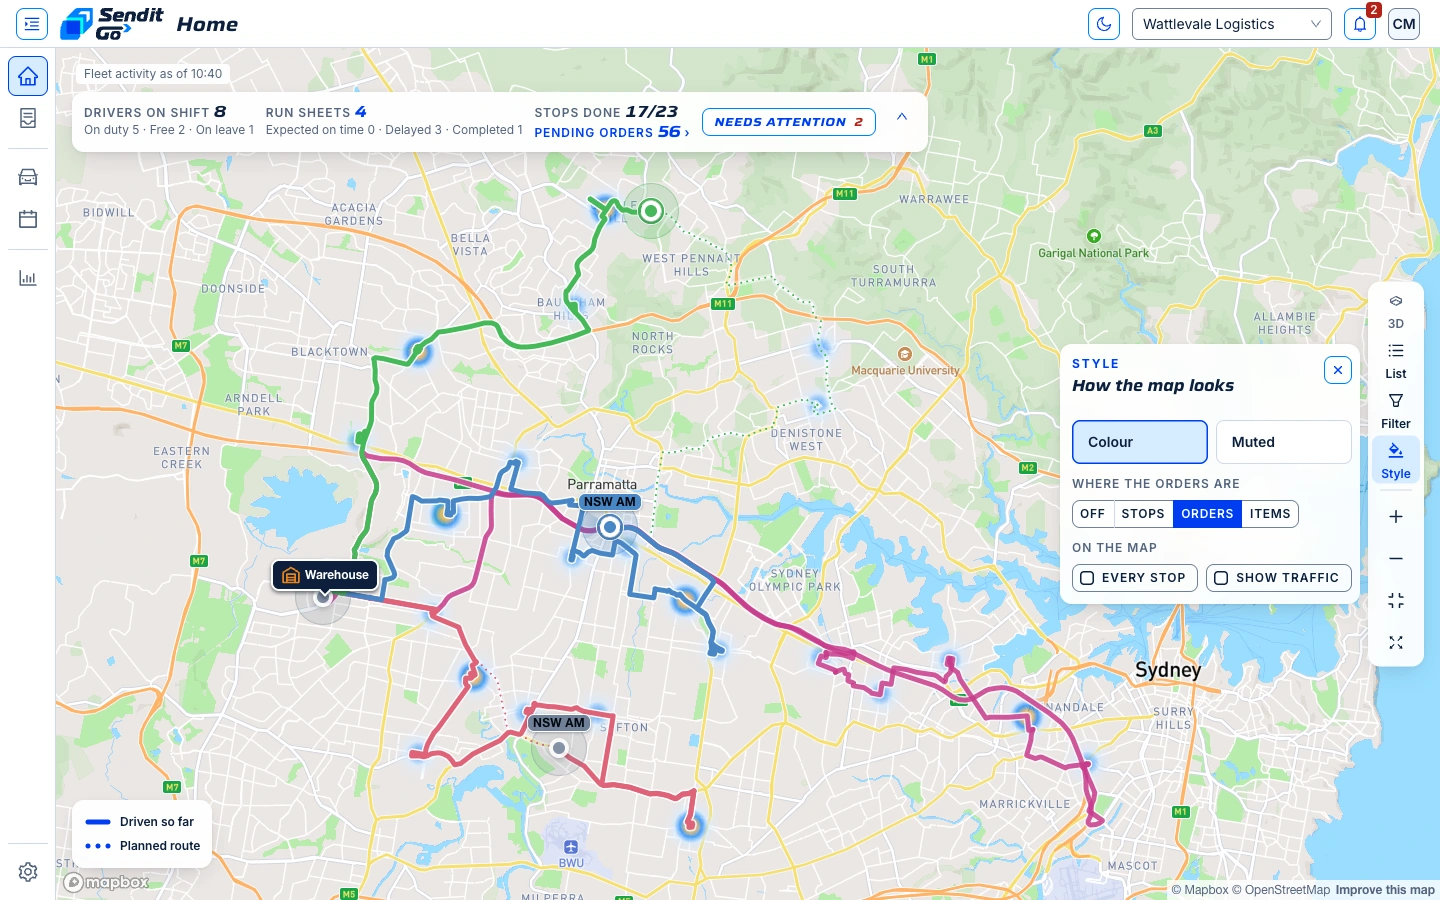 Sendit
Go
Home
Wattlevale Logistics
2
CM
Fleet activity as of 10:40
DRIVERS ON SHIFT 8
On duty 5 · Free 2 · On leave 1
RUN SHEETS 4
Expected on time 0 · Delayed 3 · Completed 1
STOPS DONE 17/23
PENDING ORDERS 56 ›
NEEDS ATTENTION 2
M1
A3
M11
WARRAWEE
BIDWILL
ACACIA
GARDENS
BELLA
VISTA
WEST PENNANT
HILLS
Garigal National Park
SOUTH
TURRAMURRA
DOONSIDE
M11
HILLS
ALLAMBIE
HEIGHTS
M7
BLACKTOWN
NORTH
ROCKS
Macquarie University
ARNDELL
PARK
DENISTONE
WEST
EASTERN
CREEK
M2
Parramatta
NSW AM
M7
Warehouse
SYDNEY
OLYMPIC PARK
Sydney
SURRY
HILLS
NSW AM
M7
MARRICKVILLE
M1
MASCOT
BWU
MILPERRA
M5
STYLE
How the map looks
Colour
Muted
WHERE THE ORDERS ARE
OFF
STOPS
ORDERS
ITEMS
ON THE MAP
EVERY STOP
SHOW TRAFFIC
3D
List
Filter
Style
Driven so far
Planned route
mapbox
© Mapbox © OpenStreetMap Improve this map